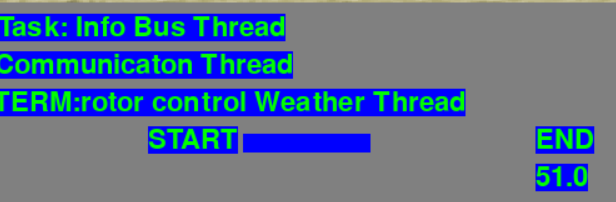 Task: Info Bus Thread
Communicaton Thread
TERM:rotor control Weather Thread
START END
51.0